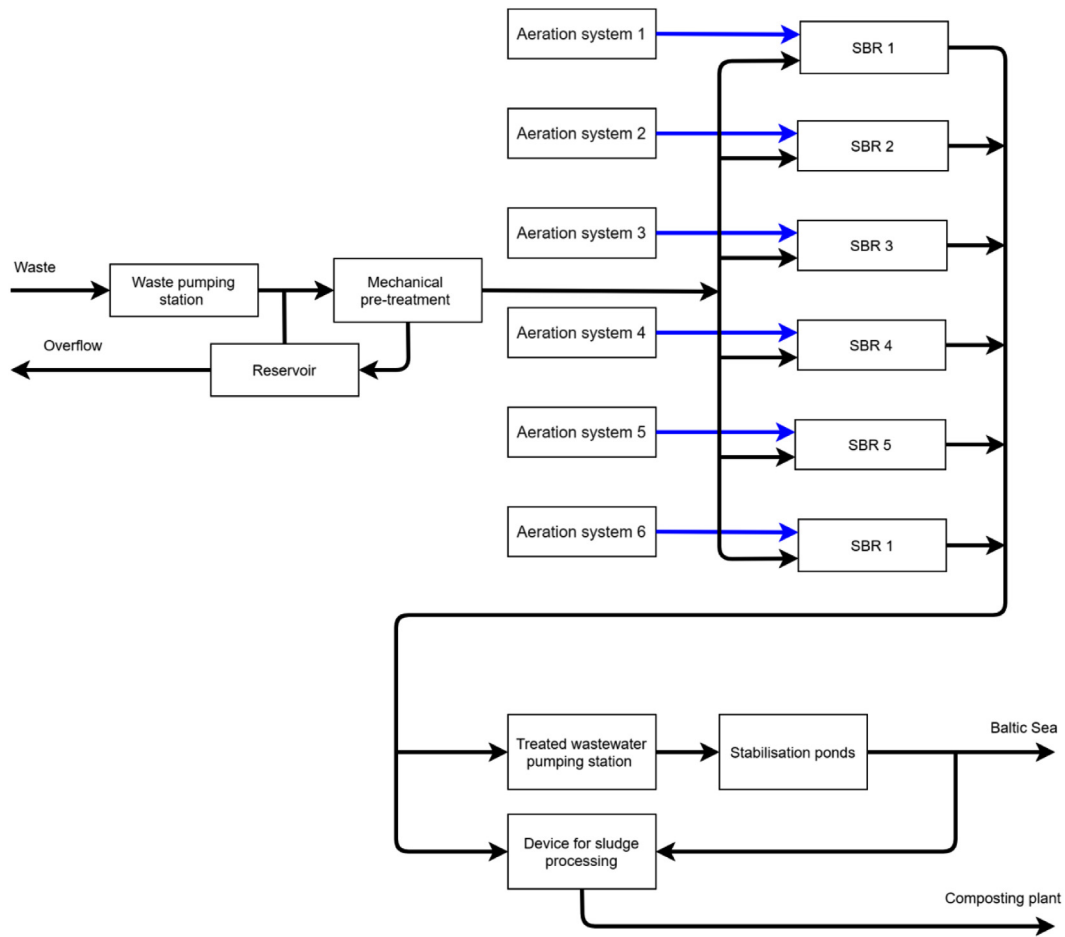 Aeration system 1
SBR 1
Aeration system 2
SBR 2
Aeration system 3
SBR 3
Waste
Waste pumping
station
Mechanical
pre-treatment
Aeration system 4
SBR 4
Overflow
Reservoir
Aeration system 5
SBR 5
Aeration system 6
SBR 1
Treated wastewater
pumping station
Stabilisation ponds
Baltic Sea
Device for sludge
processing
Composting plant